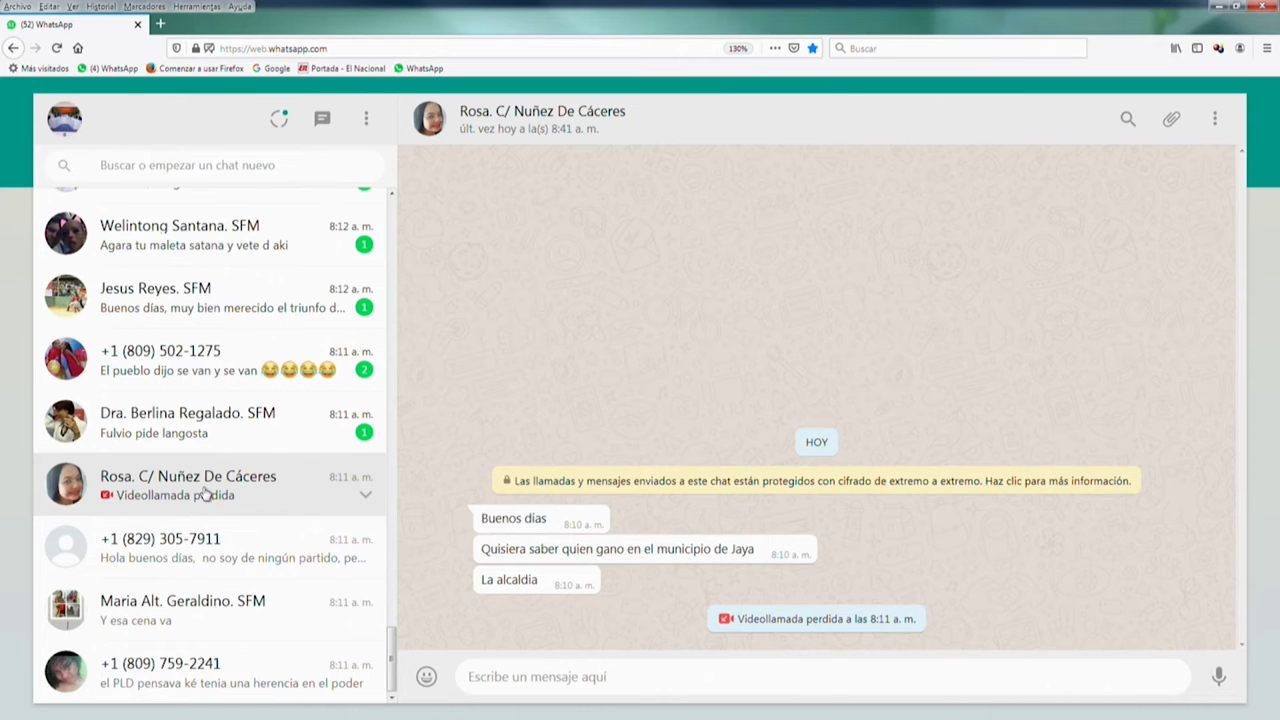 Archivo Editar Ver Historial Marcadores Herramientas Ayuda
(52) WhatsApp
https://web.whatsapp.com
130%
Buscar
Más visitados
(4) WhatsApp
Comenzar a usar Firefox
Google
Portada - El Nacional
WhatsApp
Buscar o empezar un chat nuevo
Welintong Santana. SFM 8:12 a. m.
Agara tu maleta satana y vete d aki 1
Jesus Reyes. SFM 8:12 a. m.
Buenos días, muy bien merecido el triunfo d... 1
+1 (809) 502-1275 8:11 a. m.
El pueblo dijo se van y se van 😂😂😂😂 2
Dra. Berlina Regalado. SFM 8:11 a. m.
Fulvio pide langosta 1
Rosa. C/ Nuñez De Cáceres 8:11 a. m.
Videollamada perdida
+1 (829) 305-7911 8:11 a. m.
Hola buenos días, no soy de ningún partido, pe...
Maria Alt. Geraldino. SFM 8:11 a. m.
Y esa cena va
+1 (809) 759-2241 8:11 a. m.
el PLD pensava ké tenia una herencia en el poder
Rosa. C/ Nuñez De Cáceres
últ. vez hoy a la(s) 8:41 a. m.
HOY
Las llamadas y mensajes enviados a este chat están protegidos con cifrado de extremo a extremo. Haz clic para más información.
Buenos dias 8:10 a. m.
Quisiera saber quien gano en el municipio de Jaya 8:10 a. m.
La alcaldia 8:10 a. m.
Videollamada perdida a las 8:11 a. m.
Escribe un mensaje aquí